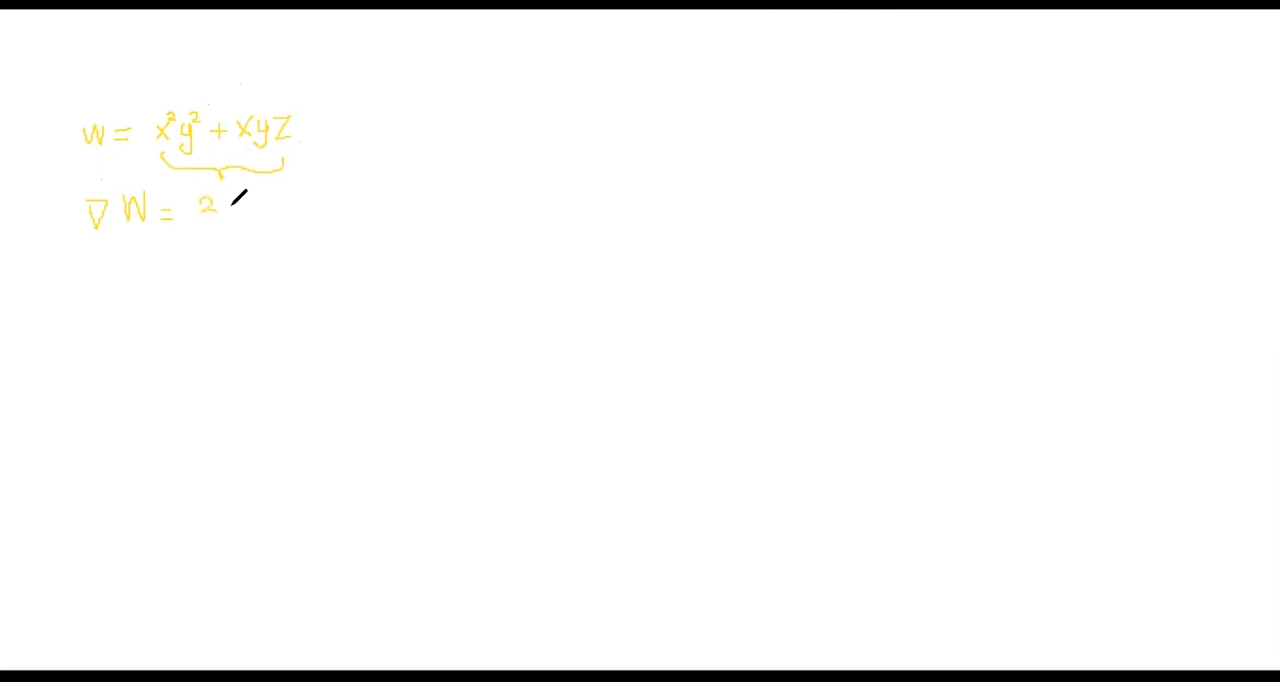 W = x²y² + xyz
∇ W = 2